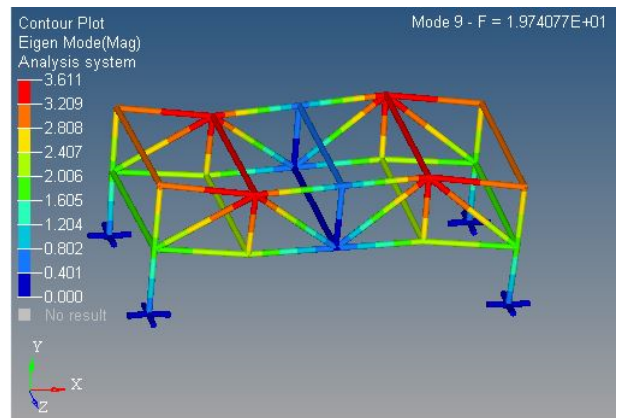 Contour Plot
Eigen Mode(Mag)
Analysis system
Mode 9 - F = 1.974077E+01
3.611
3.209
2.808
2.407
2.006
1.605
1.204
0.802
0.401
0.000
No result
Y
X
Z